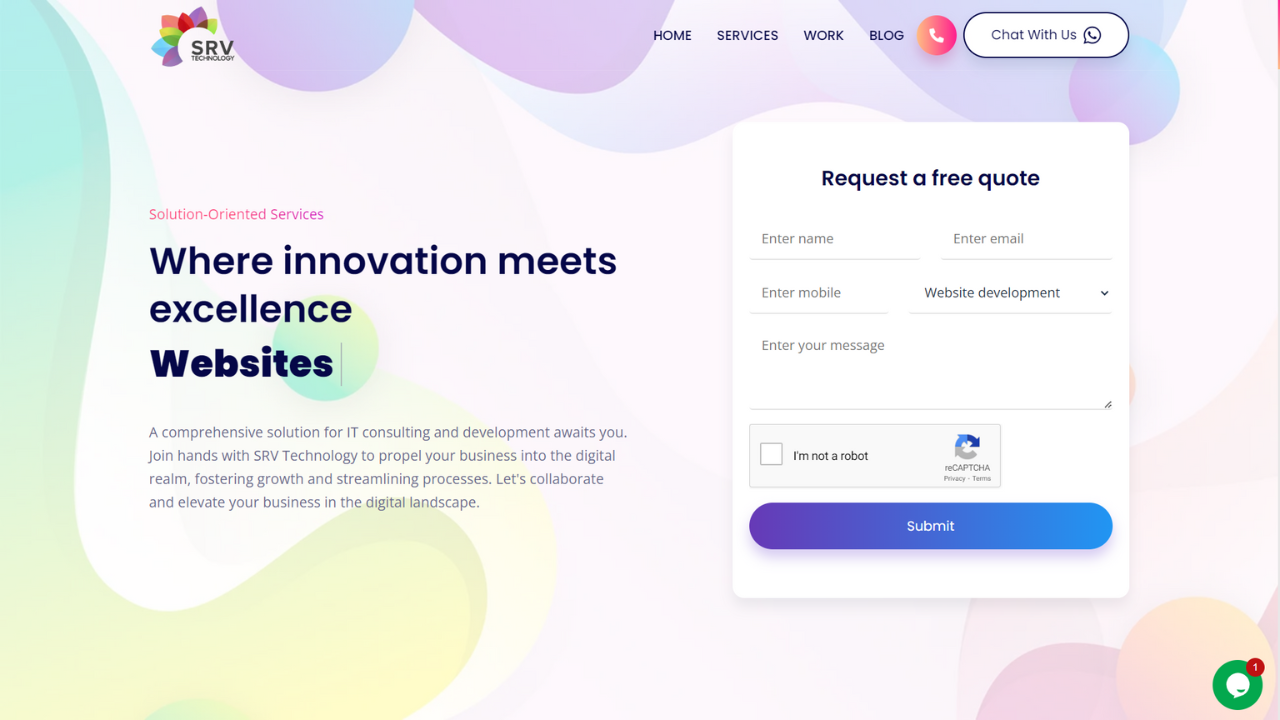 SRV
TECHNOLOGY
HOME SERVICES WORK BLOG Chat With Us
Solution-Oriented Services
Where innovation meets
excellence
Websites
A comprehensive solution for IT consulting and development awaits you.
Join hands with SRV Technology to propel your business into the digital
realm, fostering growth and streamlining processes. Let's collaborate
and elevate your business in the digital landscape.
Request a free quote
Enter name Enter email
Enter mobile Website development
Enter your message
I'm not a robot
reCAPTCHA
Privacy - Terms
Submit
1